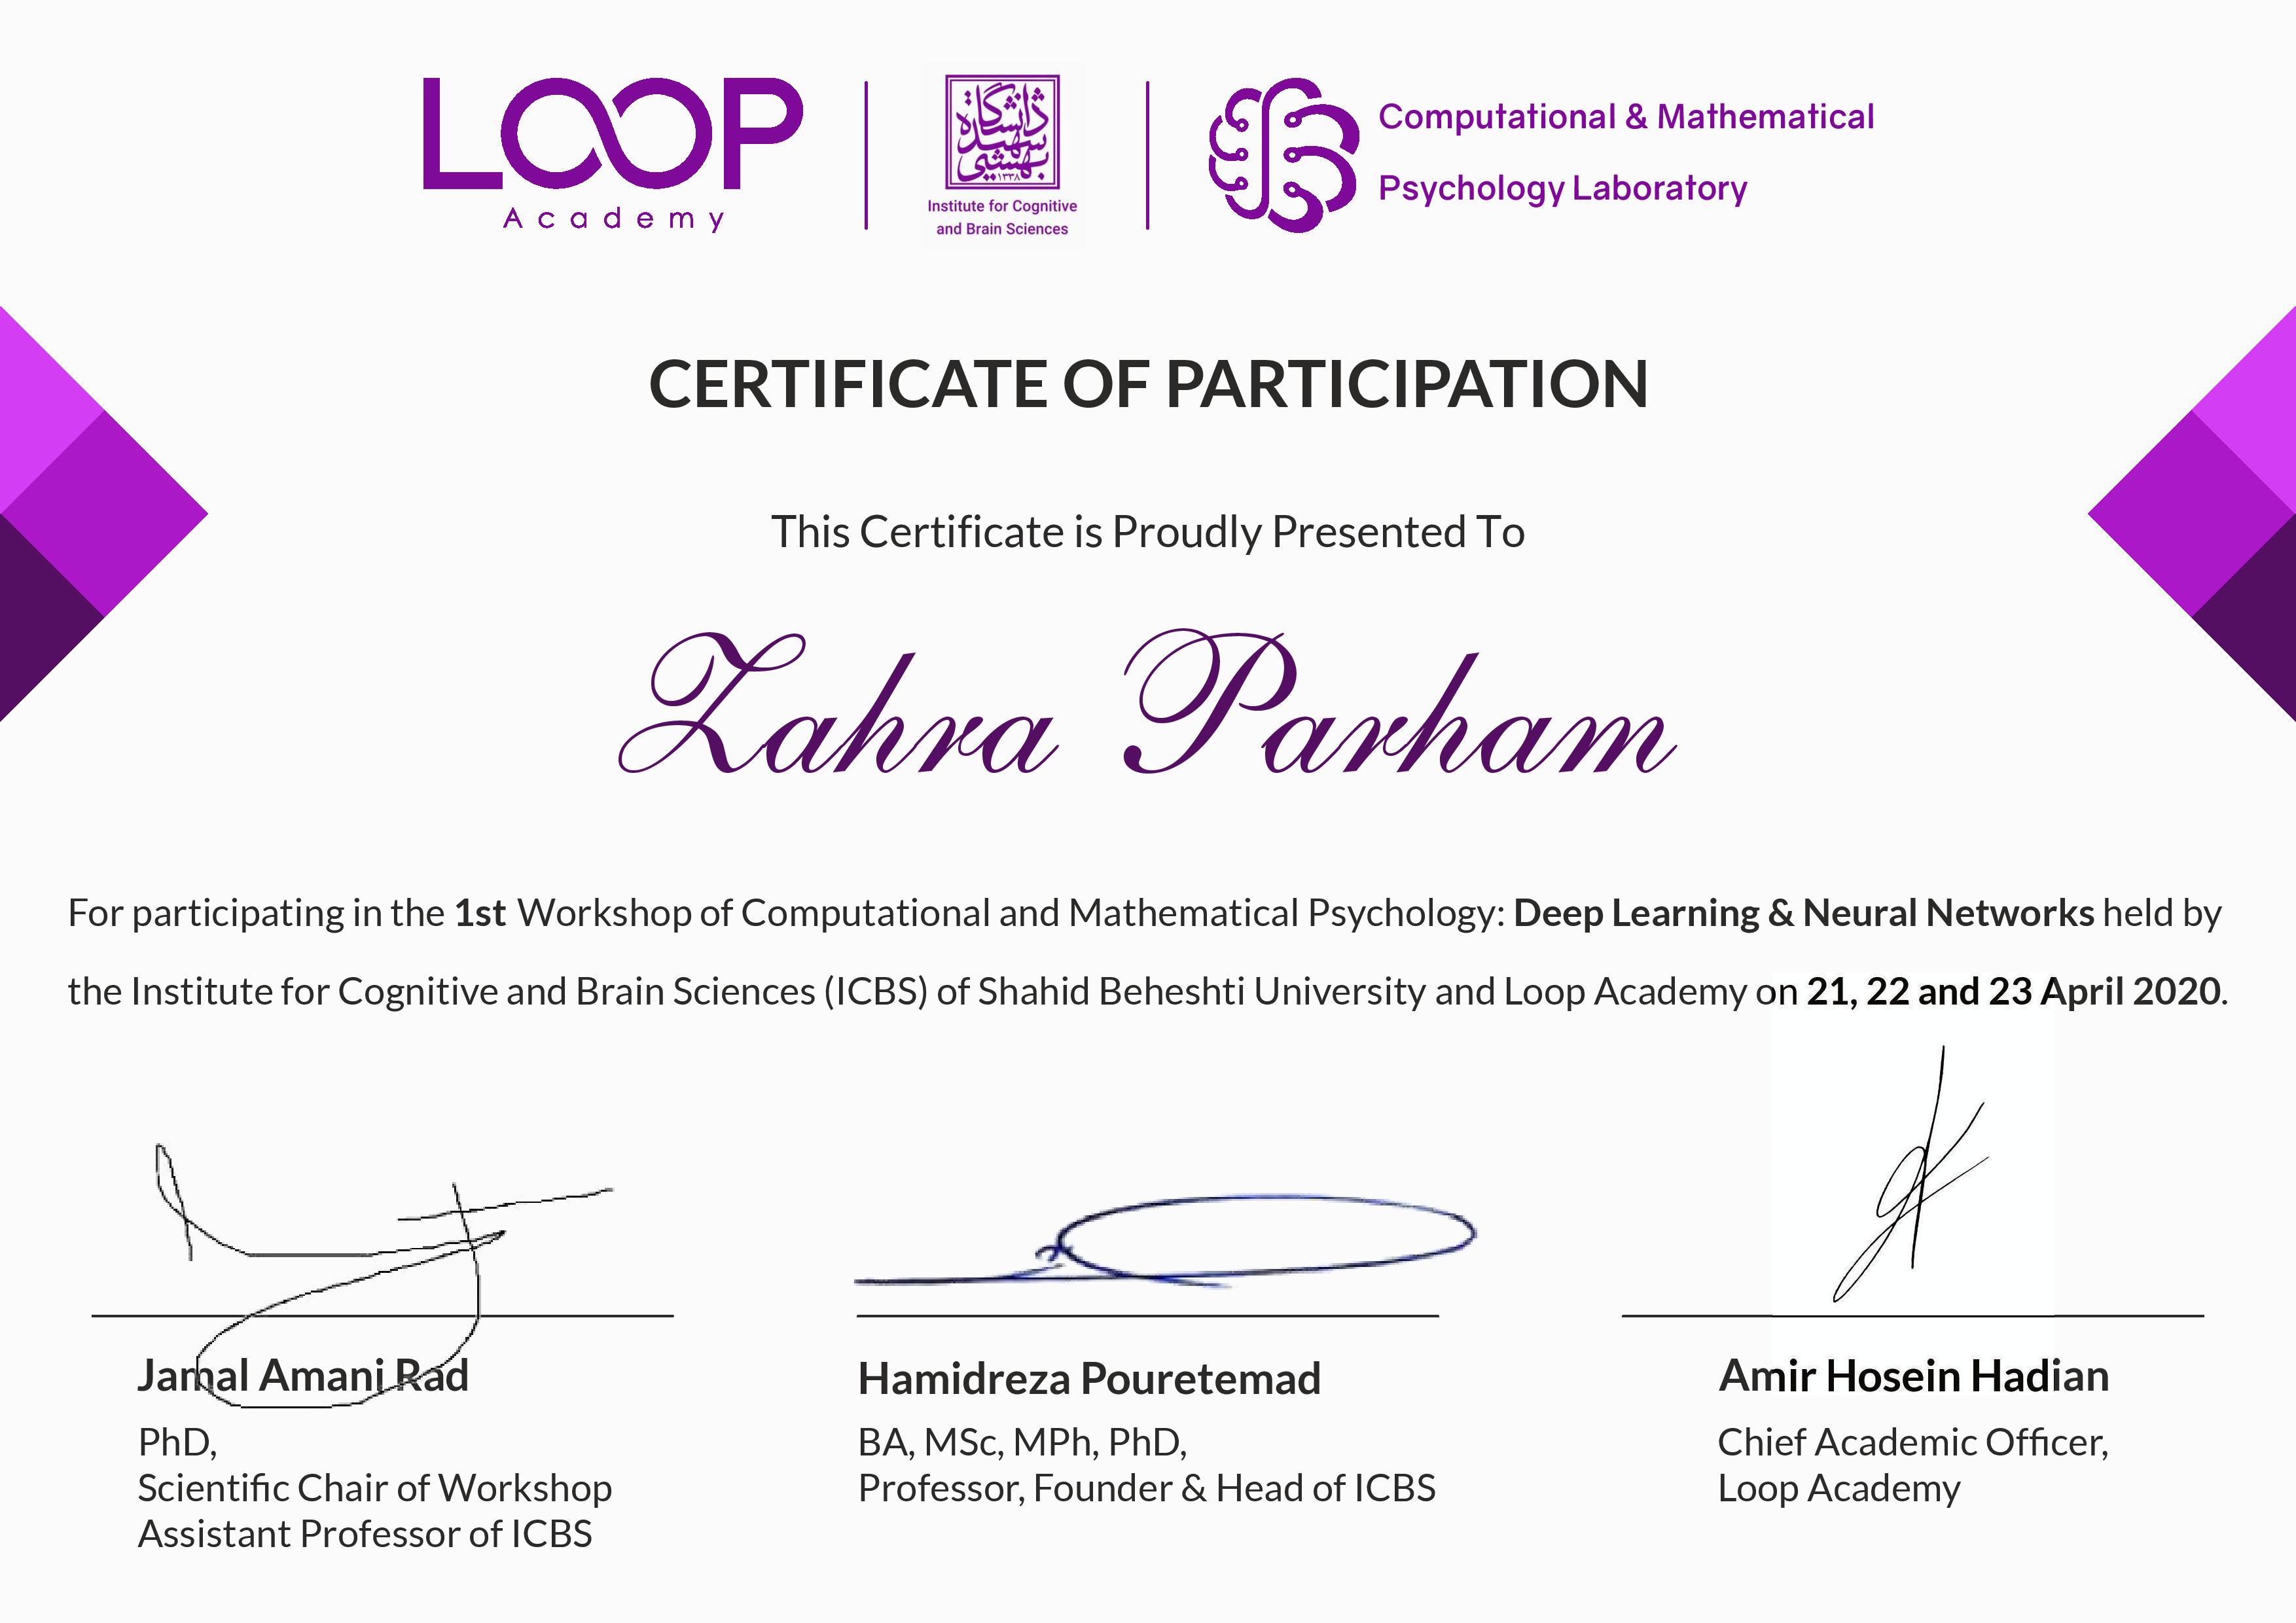 LOOP
Academy
دانشگاه
شهید
بهشتی
۱۳۳۸
Institute for Cognitive
and Brain Sciences
Computational & Mathematical
Psychology Laboratory
CERTIFICATE OF PARTICIPATION
This Certificate is Proudly Presented To
Zahra Parham
For participating in the 1st Workshop of Computational and Mathematical Psychology: Deep Learning & Neural Networks held by
the Institute for Cognitive and Brain Sciences (ICBS) of Shahid Beheshti University and Loop Academy on 21, 22 and 23 April 2020.
Jamal Amani Rad
PhD,
Scientific Chair of Workshop
Assistant Professor of ICBS
Hamidreza Pouretemad
BA, MSc, MPh, PhD,
Professor, Founder & Head of ICBS
Amir Hosein Hadian
Chief Academic Officer,
Loop Academy